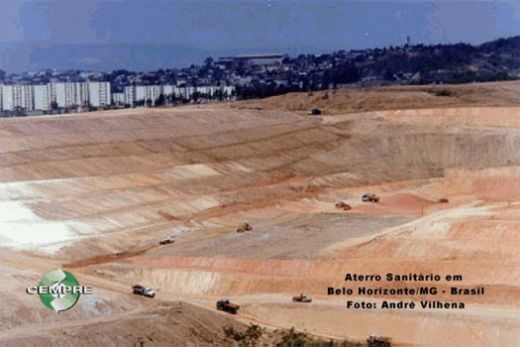 Aterro Sanitário em
Belo Horizonte/MG - Brasil
Foto: André Vilhena
CEMPRE